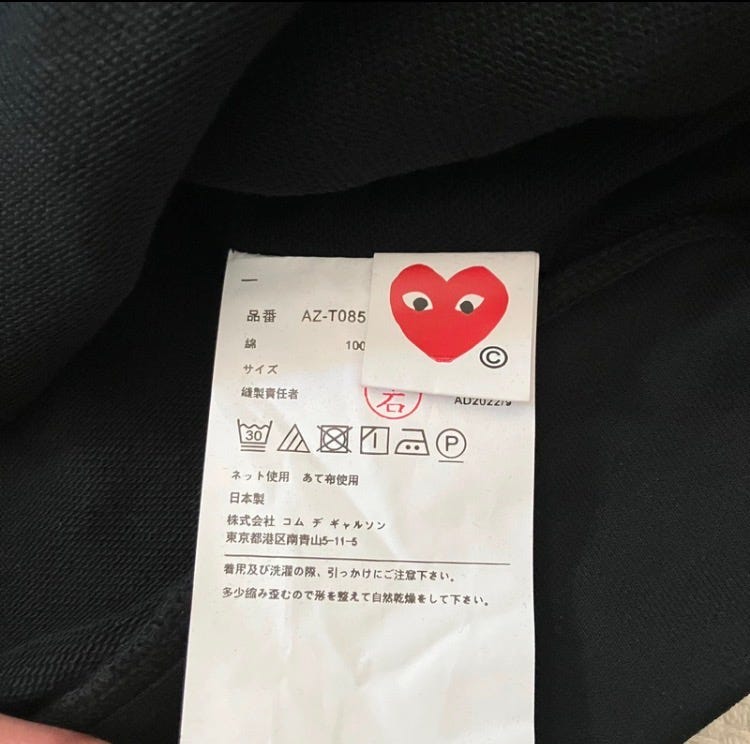 品番 AZ-T085
綿 100
サイズ
縫製責任者 岩
AD2022/9
©
30 P
ネット使用 あて布使用
日本製
株式会社 コム デ ギャルソン
東京都港区南青山5-11-5
着用及び洗濯の際、引っかけにご注意下さい。
多少縮み歪むので形を整えて自然乾燥をして下さい。